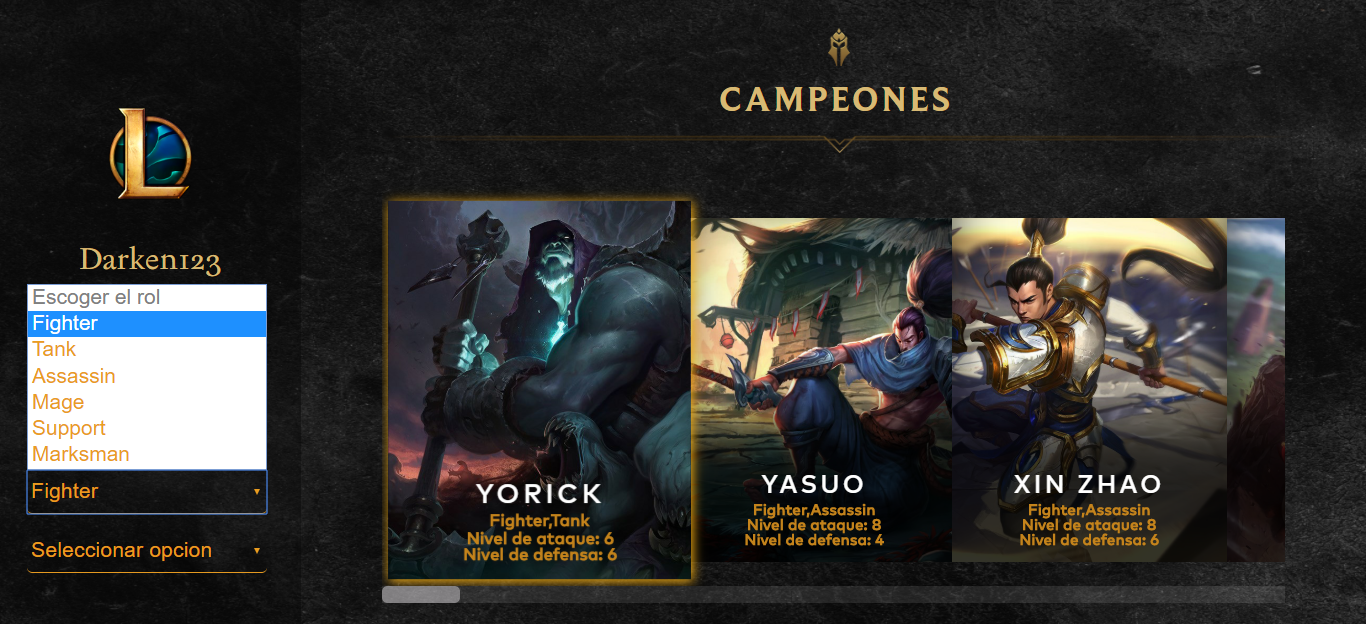 CAMPEONES
Darken123
Escoger el rol
Fighter
Tank
Assassin
Mage
Support
Marksman
Fighter
Seleccionar opcion
YORICK
Fighter,Tank
Nivel de ataque: 6
Nivel de defensa: 6
YASUO
Fighter,Assassin
Nivel de ataque: 8
Nivel de defensa: 4
XIN ZHAO
Fighter,Assassin
Nivel de ataque: 8
Nivel de defensa: 6